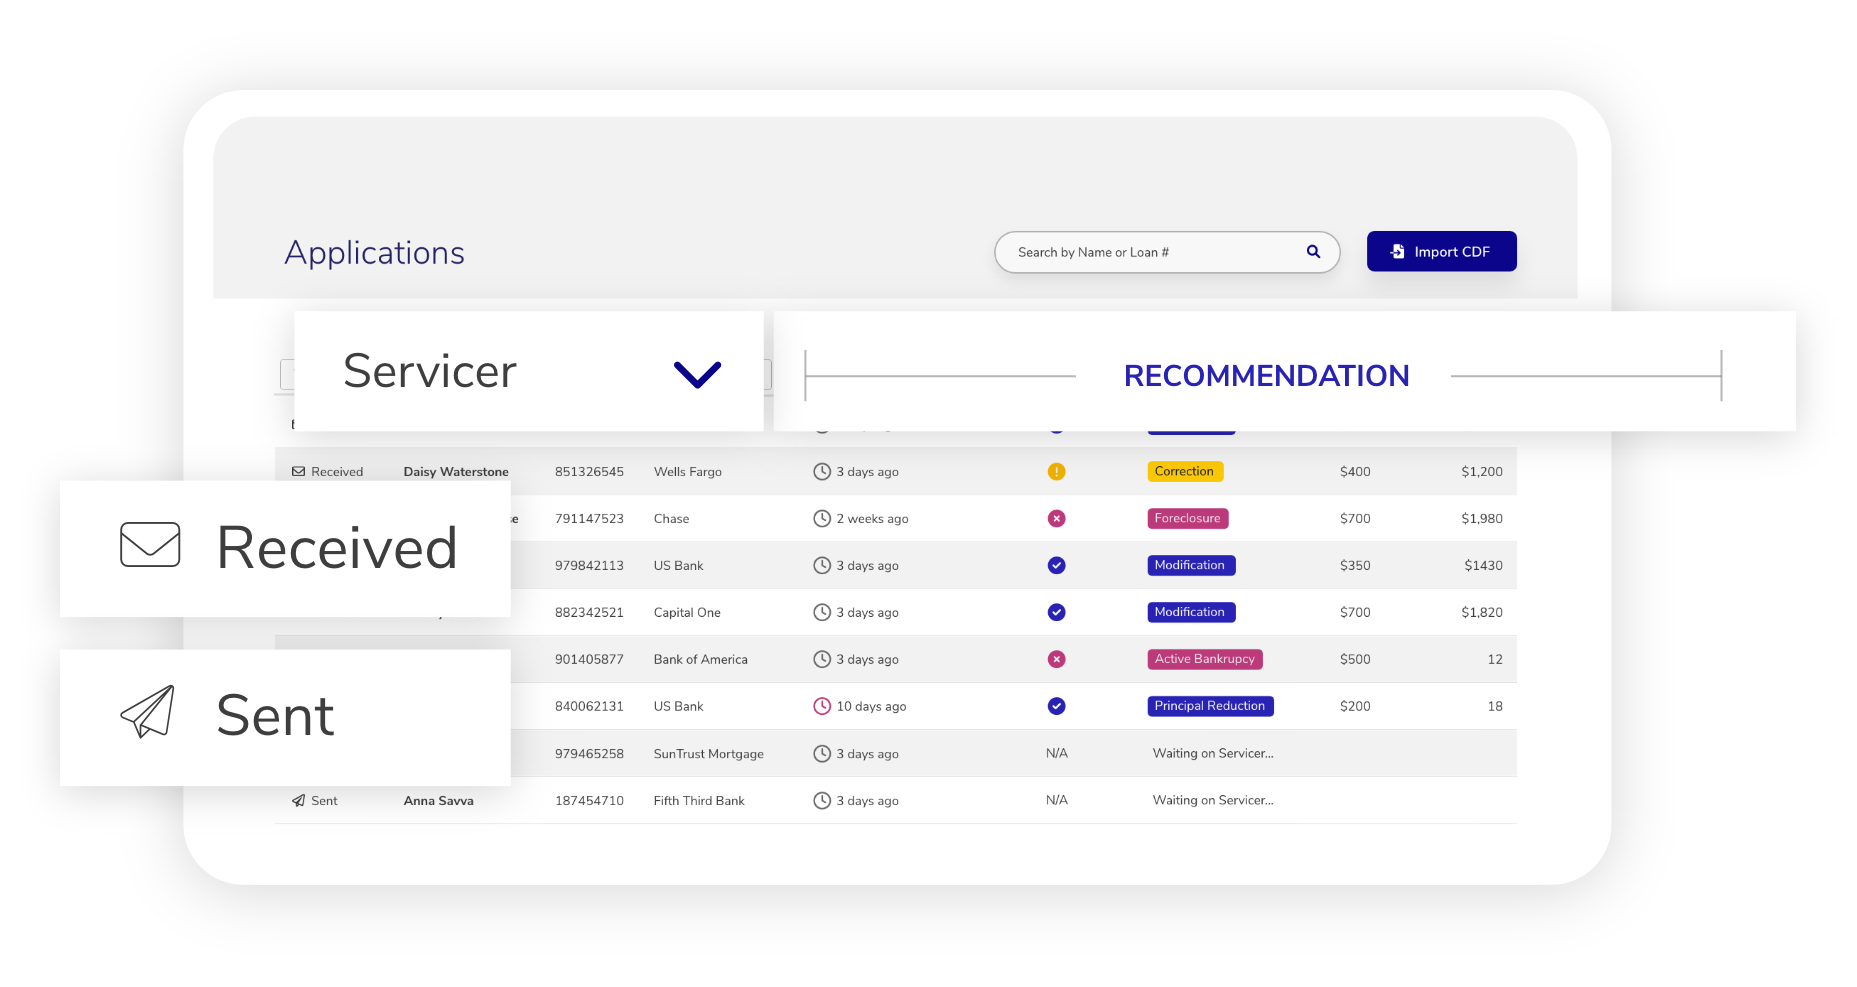 Applications
Search by Name or Loan #
Import CDF
Servicer
RECOMMENDATION
Received Daisy Waterstone 851326545 Wells Fargo 3 days ago Correction $400 $1,200
791147523 Chase 2 weeks ago Foreclosure $700 $1,980
Received
979842113 US Bank 3 days ago Modification $350 $1430
882342521 Capital One 3 days ago Modification $700 $1,820
901405877 Bank of America 3 days ago Active Bankrupcy $500 12
Sent
840062131 US Bank 10 days ago Principal Reduction $200 18
979465258 SunTrust Mortgage 3 days ago N/A Waiting on Servicer...
Sent Anna Savva 187454710 Fifth Third Bank 3 days ago N/A Waiting on Servicer...